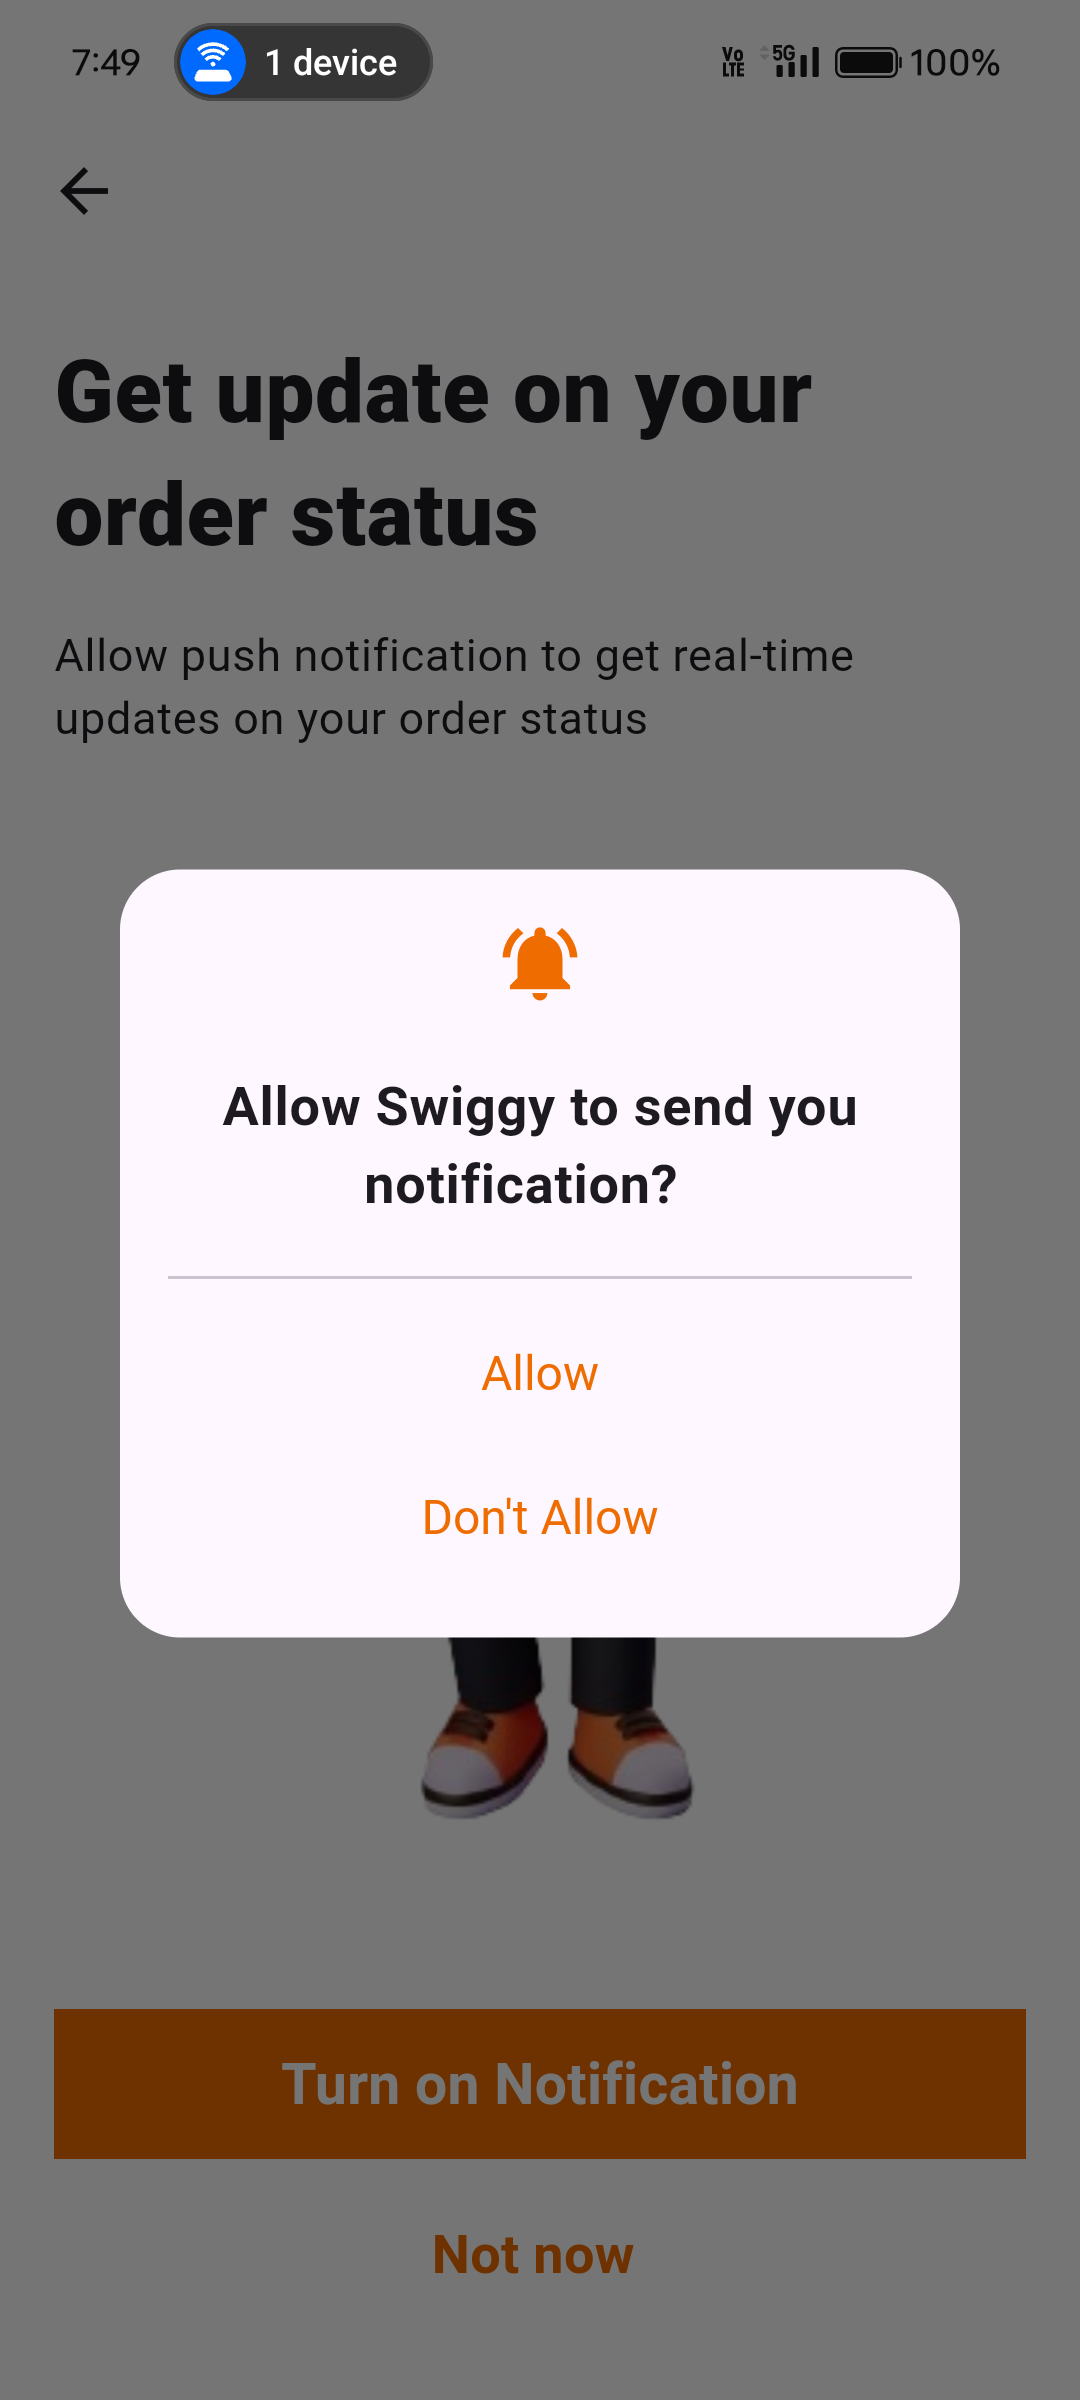 7:49 1 device Vo LTE 5G 100%
Get update on your
order status
Allow push notification to get real-time
updates on your order status
Allow Swiggy to send you
notification?
Allow
Don't Allow
Turn on Notification
Not now